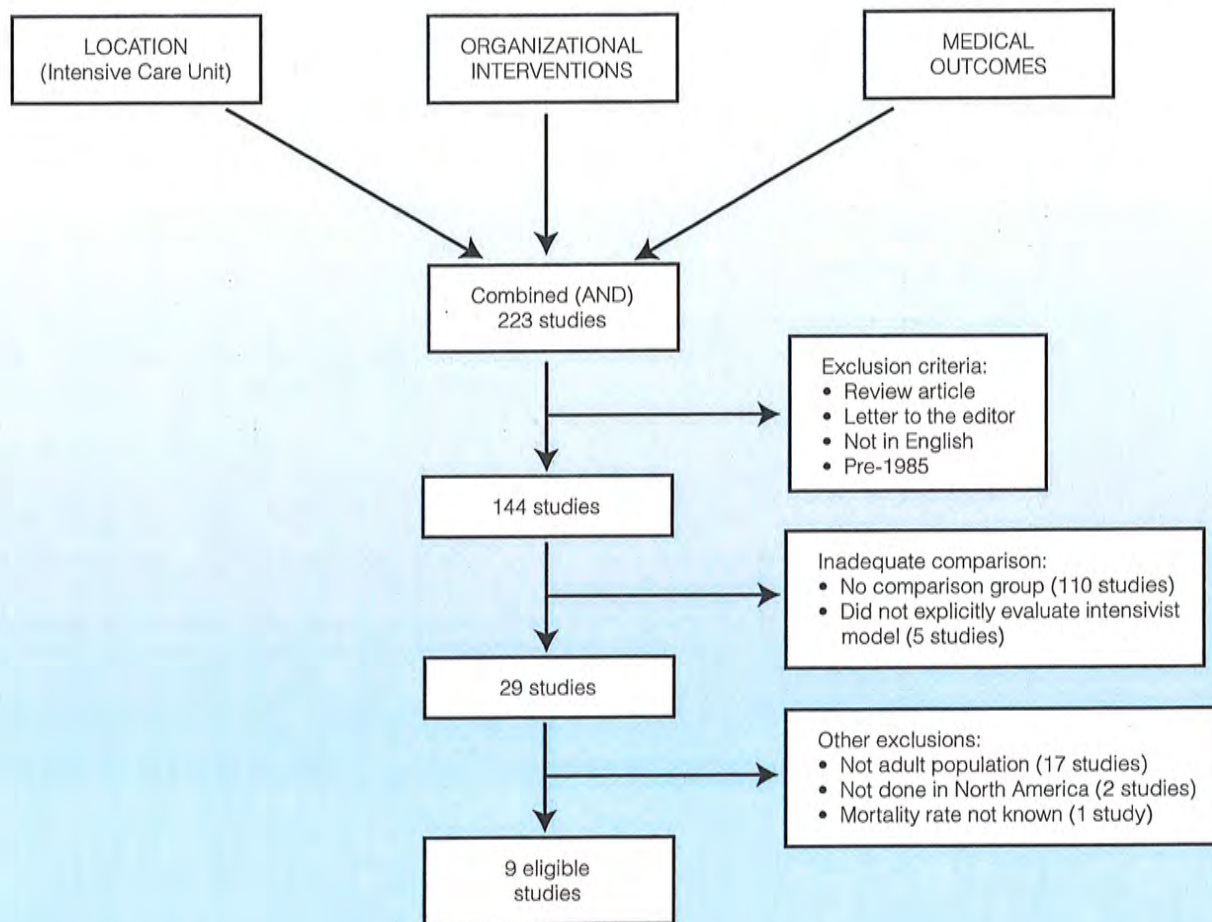 LOCATION
(Intensive Care Unit)
ORGANIZATIONAL
INTERVENTIONS
MEDICAL
OUTCOMES
Combined (AND)
223 studies
Exclusion criteria:
• Review article
• Letter to the editor
• Not in English
• Pre-1985
144 studies
Inadequate comparison:
• No comparison group (110 studies)
• Did not explicitly evaluate intensivist
model (5 studies)
29 studies
Other exclusions:
• Not adult population (17 studies)
• Not done in North America (2 studies)
• Mortality rate not known (1 study)
9 eligible
studies